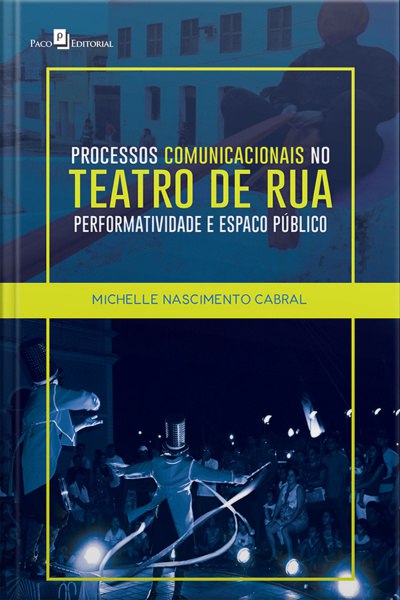 PACO EDITORIAL
PROCESSOS COMUNICACIONAIS NO
TEATRO DE RUA
PERFORMATIVIDADE E ESPACO PÚBLICO
MICHELLE NASCIMENTO CABRAL